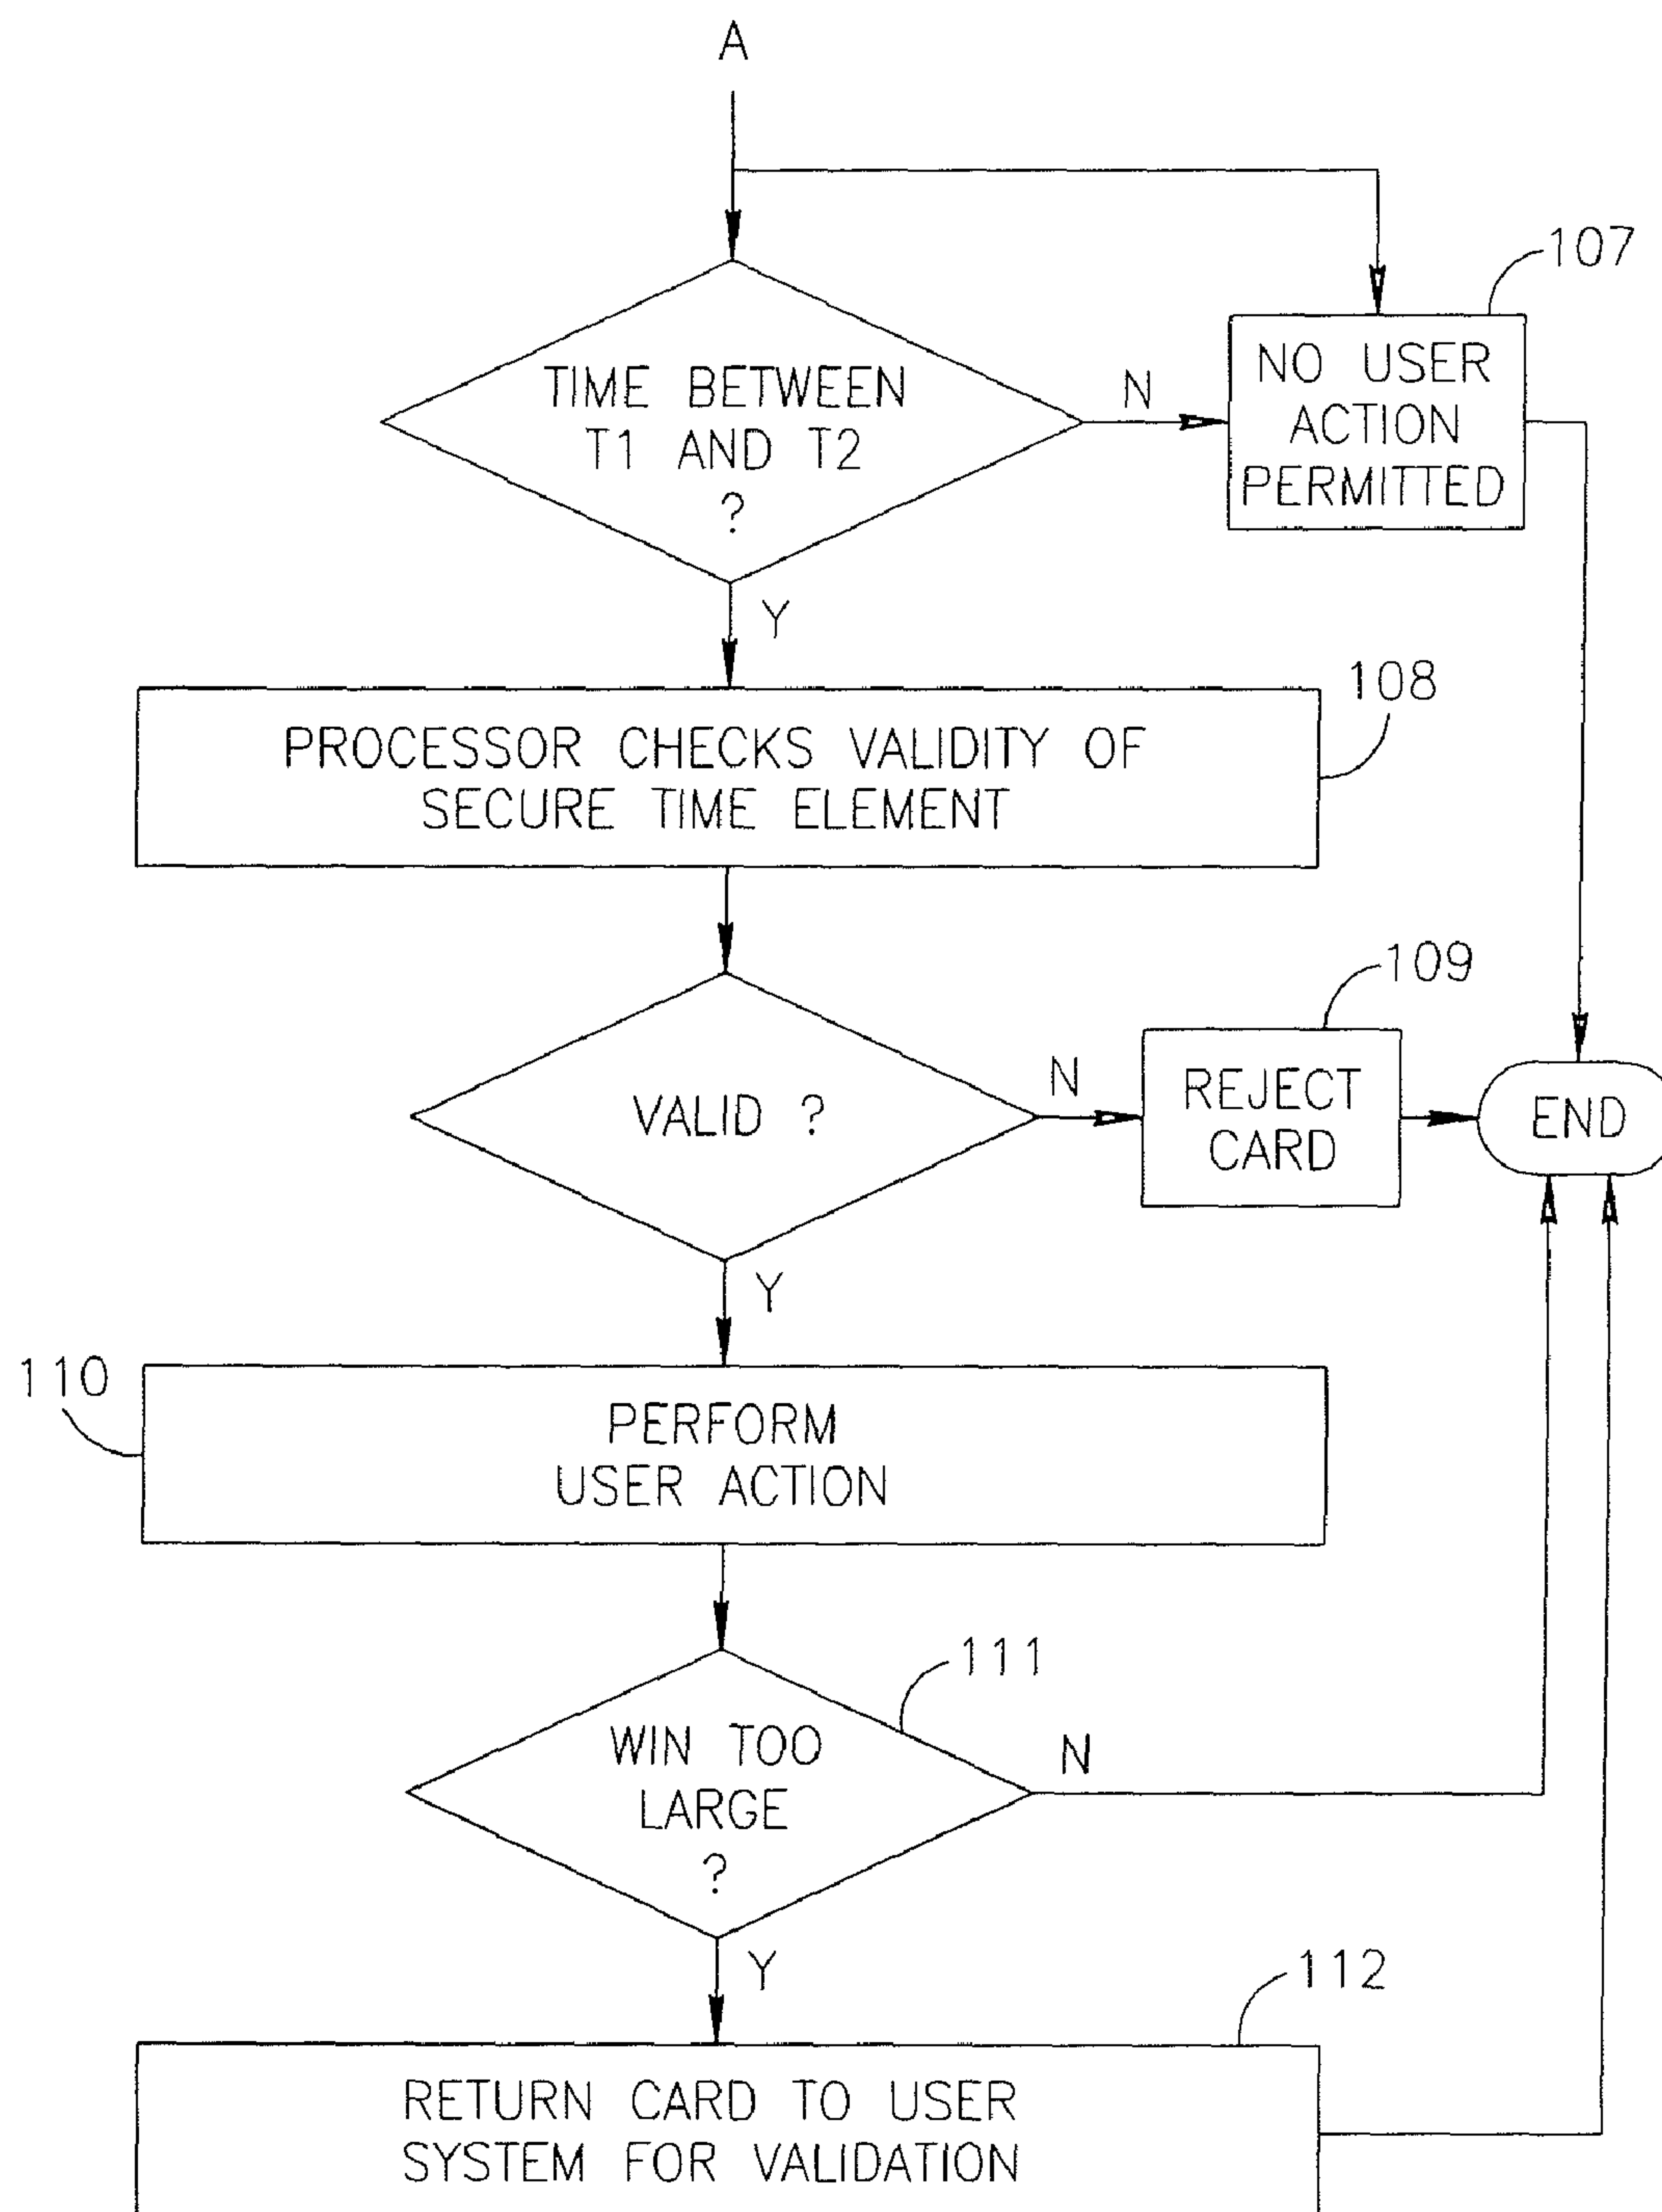 A
107
TIME BETWEEN
T1 AND T2
?
N
NO USER
ACTION
PERMITTED
Y
108
PROCESSOR CHECKS VALIDITY OF
SECURE TIME ELEMENT
109
VALID ?
N
REJECT
CARD
END
Y
110
PERFORM
USER ACTION
111
WIN TOO
LARGE
?
N
Y
112
RETURN CARD TO USER
SYSTEM FOR VALIDATION